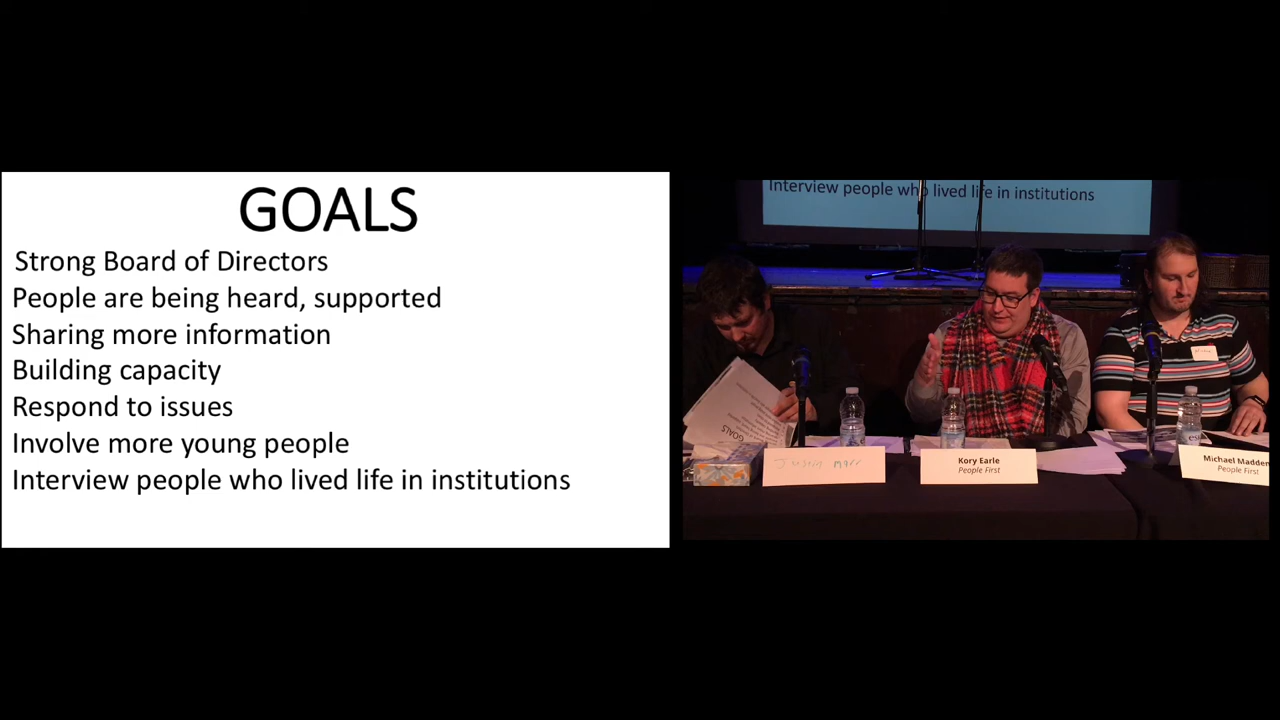 GOALS
Strong Board of Directors
People are being heard, supported
Sharing more information
Building capacity
Respond to issues
Involve more young people
Interview people who lived life in institutions
Interview people who lived life in institutions
GOALS
Kory Earle
People First
Michael Madden
People First